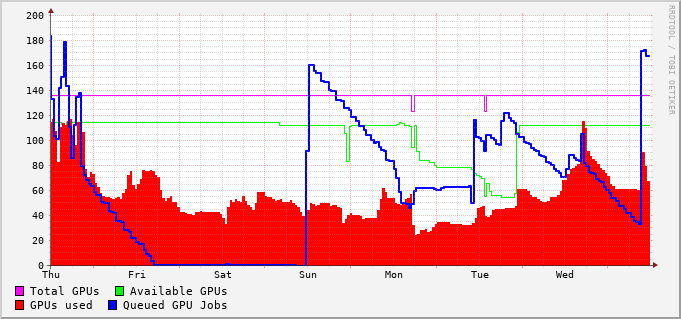 RRDTOOL / TOBI OETIKER
200
180
160
140
120
100
80
60
40
20
0
Thu Fri Sat Sun Mon Tue Wed
Total GPUs Available GPUs
GPUs used Queued GPU Jobs